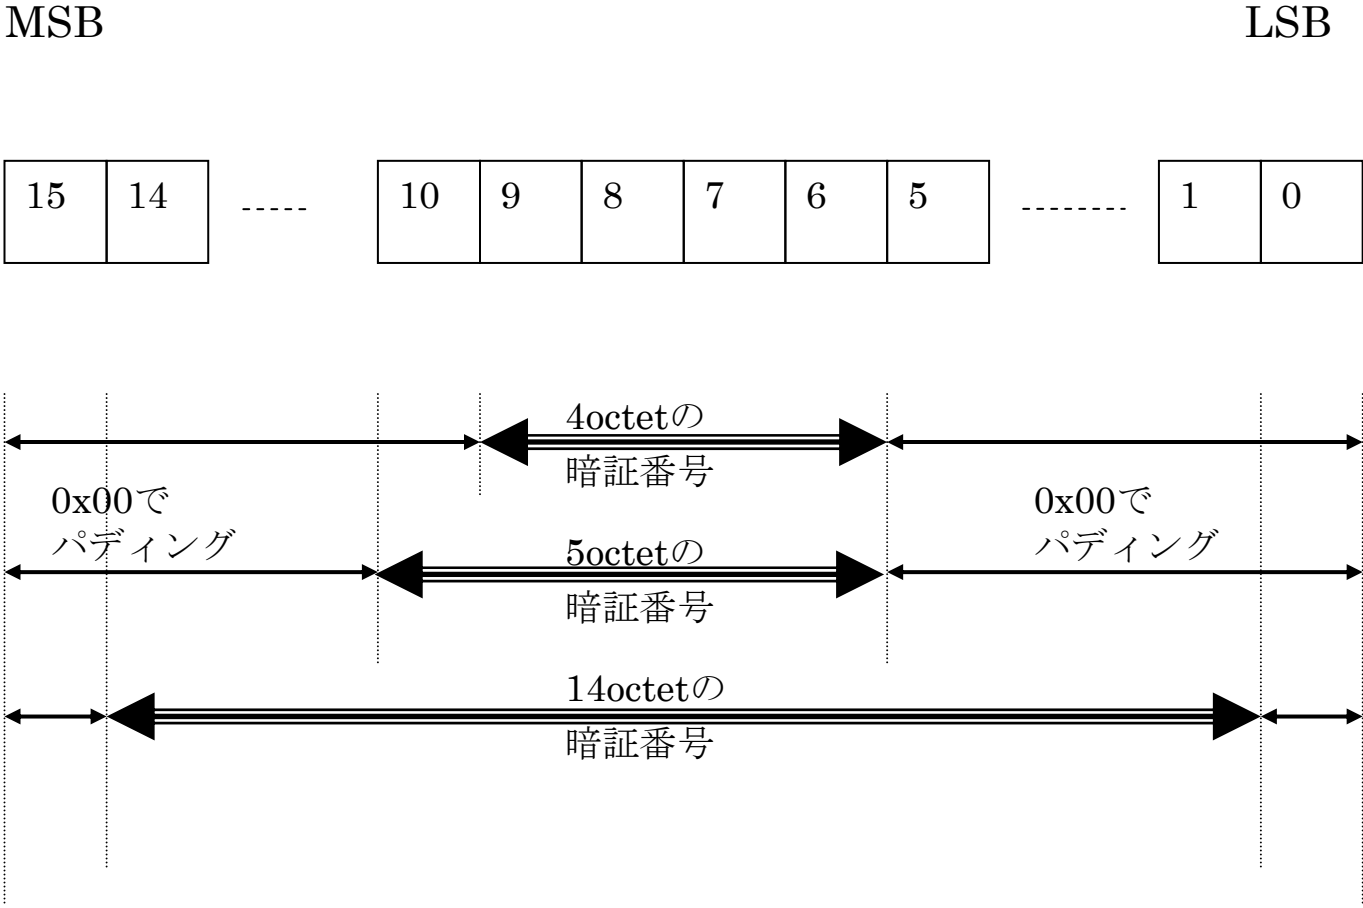 MSB LSB
15 14 ----- 10 9 8 7 6 5 -------- 1 0
4octetの
暗証番号
0x00で
パディング
0x00で
パディング
5octetの
暗証番号
14octetの
暗証番号